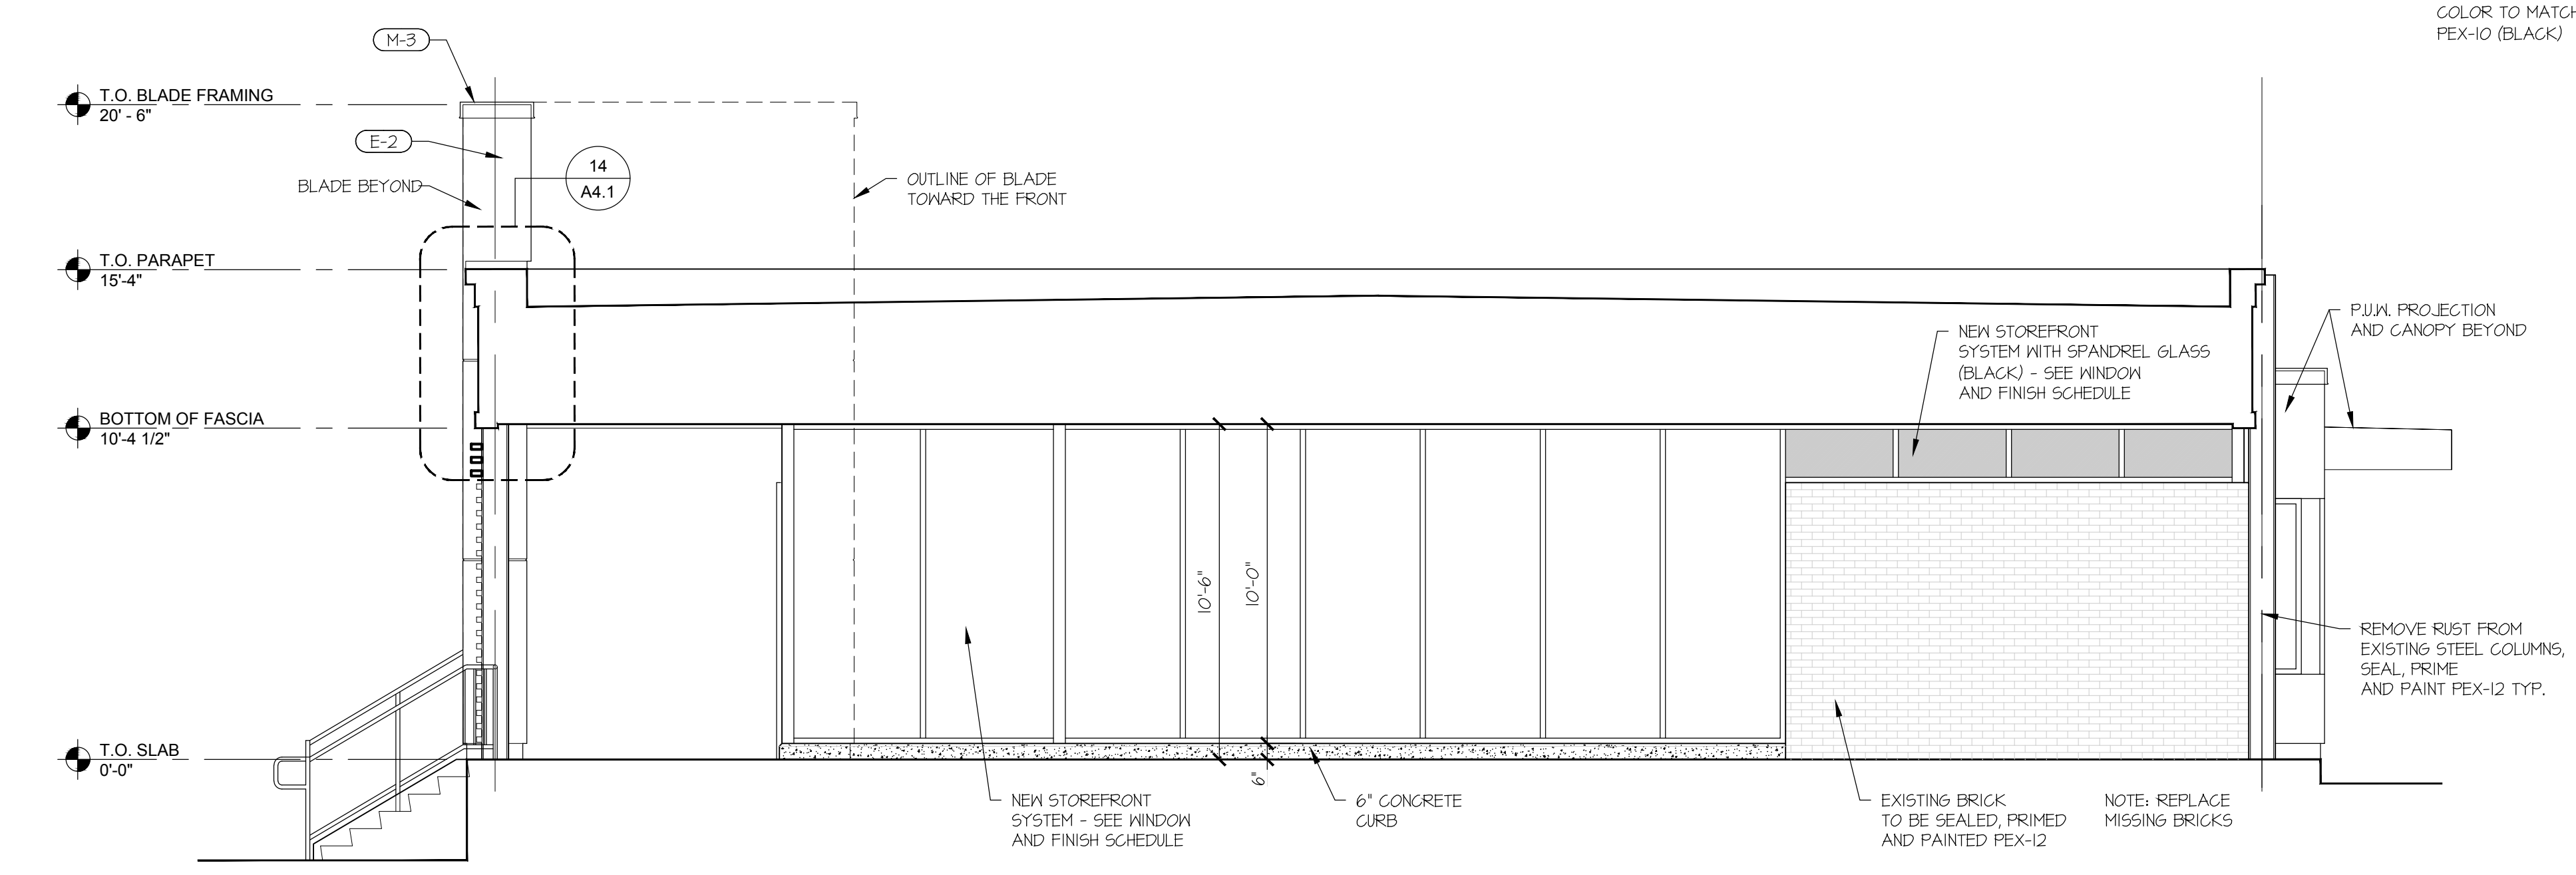 COLOR TO MATCH
PEX-10 (BLACK)
M-3
T.O. BLADE FRAMING
20' - 6"
E-2
14
A4.1
BLADE BEYOND
OUTLINE OF BLADE
TOWARD THE FRONT
T.O. PARAPET
15'-4"
P.U.W. PROJECTION
AND CANOPY BEYOND
NEW STOREFRONT
SYSTEM WITH SPANDREL GLASS
(BLACK) - SEE WINDOW
AND FINISH SCHEDULE
BOTTOM OF FASCIA
10'-4 1/2"
10'-6"
10'-0"
REMOVE RUST FROM
EXISTING STEEL COLUMNS,
SEAL, PRIME
AND PAINT PEX-12 TYP.
T.O. SLAB
0'-0"
6"
NEW STOREFRONT
SYSTEM - SEE WINDOW
AND FINISH SCHEDULE
6" CONCRETE
CURB
EXISTING BRICK
TO BE SEALED, PRIMED
AND PAINTED PEX-12
NOTE: REPLACE
MISSING BRICKS